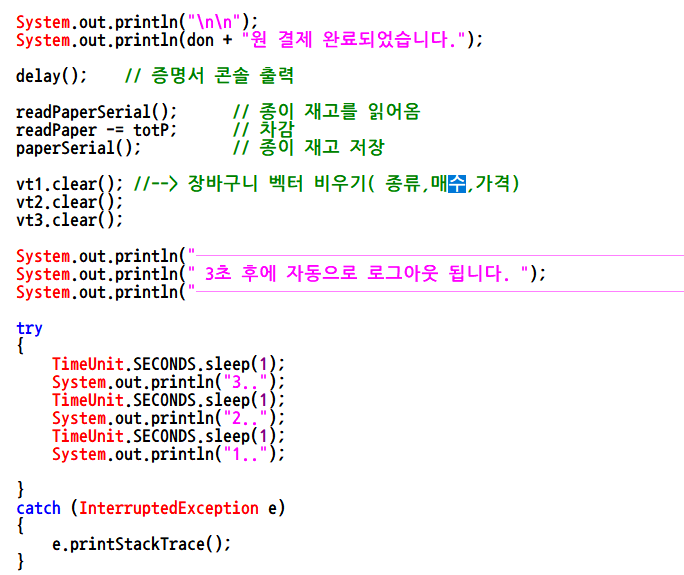 System.out.println("\n\n");
System.out.println(don + "원 결제 완료되었습니다.");
delay();    // 증명서 콘솔 출력
readPaperSerial();      // 종이 재고를 읽어옴
readPaper -= totP;      // 차감
paperSerial();          // 종이 재고 저장
vt1.clear(); //--> 장바구니 벡터 비우기( 종류,매수,가격)
vt2.clear();
vt3.clear();
System.out.println("────────────────────────────
System.out.println(" 3초 후에 자동으로 로그아웃 됩니다. ");
System.out.println("────────────────────────────
try
{
    TimeUnit.SECONDS.sleep(1);
    System.out.println("3..");
    TimeUnit.SECONDS.sleep(1);
    System.out.println("2..");
    TimeUnit.SECONDS.sleep(1);
    System.out.println("1..");
}
catch (InterruptedException e)
{
    e.printStackTrace();
}